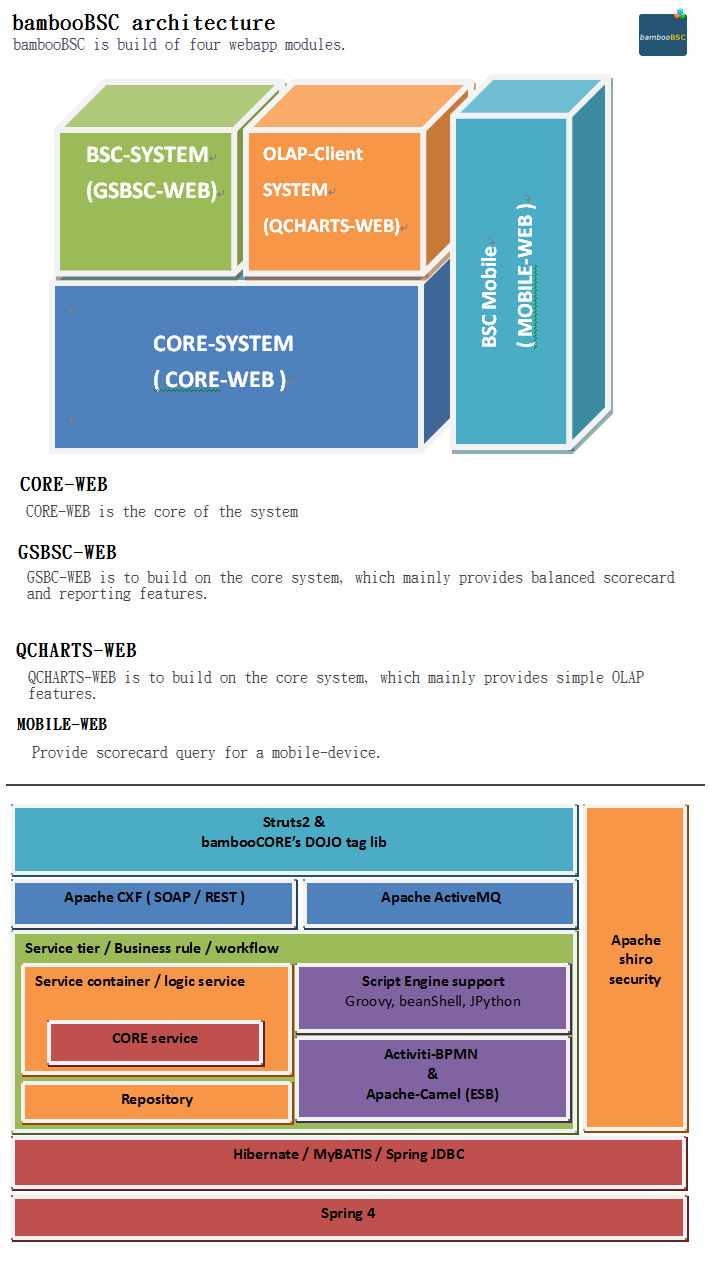 bambooBSC architecture
bambooBSC is build of four webapp modules.
bambooBSC
BSC-SYSTEM
(GSBSC-WEB)
OLAP-Client
SYSTEM
(QCHARTS-WEB)
BSC Mobile
( MOBILE-WEB )
CORE-SYSTEM
( CORE-WEB )
CORE-WEB
CORE-WEB is the core of the system
GSBSC-WEB
GSBC-WEB is to build on the core system, which mainly provides balanced scorecard
and reporting features.
QCHARTS-WEB
QCHARTS-WEB is to build on the core system, which mainly provides simple OLAP
features.
MOBILE-WEB
Provide scorecard query for a mobile-device.
Struts2 &
bambooCORE's DOJO tag lib
Apache CXF ( SOAP / REST )
Apache ActiveMQ
Apache
shiro
security
Service tier / Business rule / workflow
Service container / logic service
CORE service
Repository
Script Engine support
Groovy, beanShell, JPython
Activiti-BPMN
&
Apache-Camel (ESB)
Hibernate / MyBATIS / Spring JDBC
Spring 4